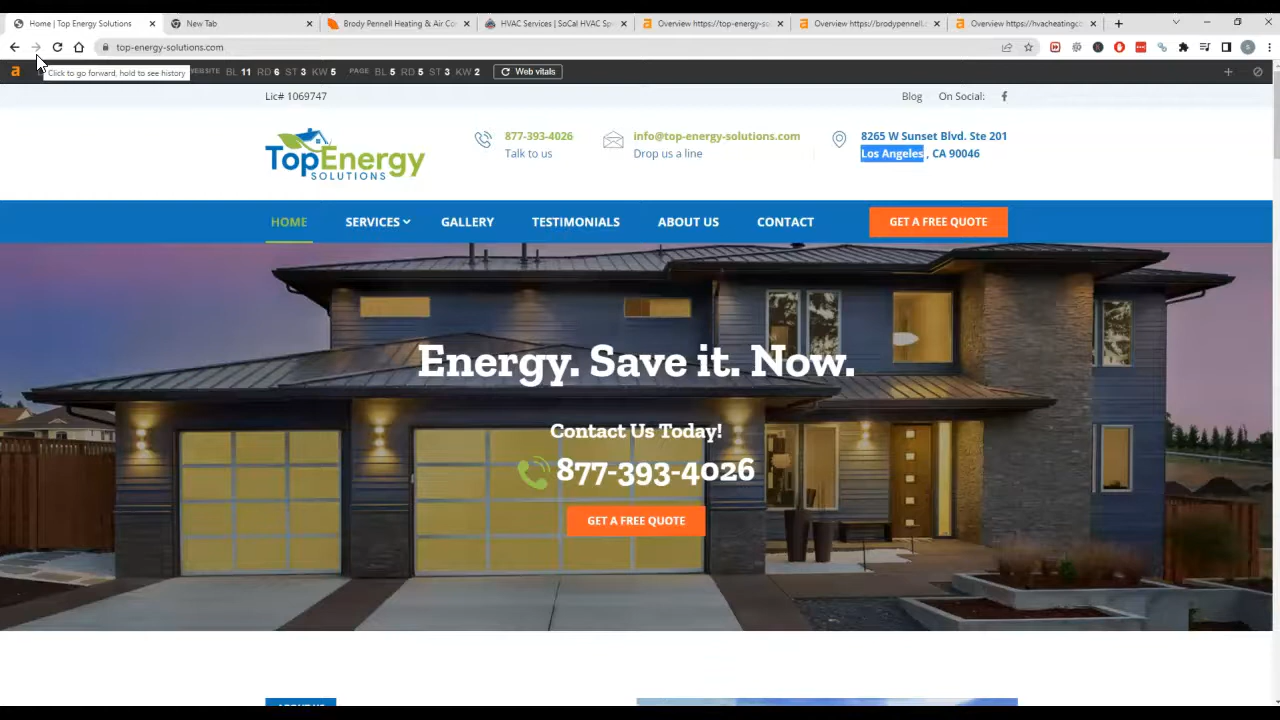 Home | Top Energy Solutions
New Tab
Brody Pennell Heating & Air Co
HVAC Services | SoCal HVAC Sp
Overview https://top-energy-so
Overview https://brodypennell.
Overview https://hvacheatingco
top-energy-solutions.com
Click to go forward, hold to see history
BL 11 RD 6 ST 3 KW 5 PAGE BL 5 RD 5 ST 3 KW 2 Web vitals
Lic# 1069747
Blog On Social:
877-393-4026
Talk to us
info@top-energy-solutions.com
Drop us a line
8265 W Sunset Blvd. Ste 201
Los Angeles , CA 90046
TopEnergy
SOLUTIONS
HOME SERVICES GALLERY TESTIMONIALS ABOUT US CONTACT GET A FREE QUOTE
Energy. Save it. Now.
Contact Us Today!
877-393-4026
GET A FREE QUOTE
ABOUT US